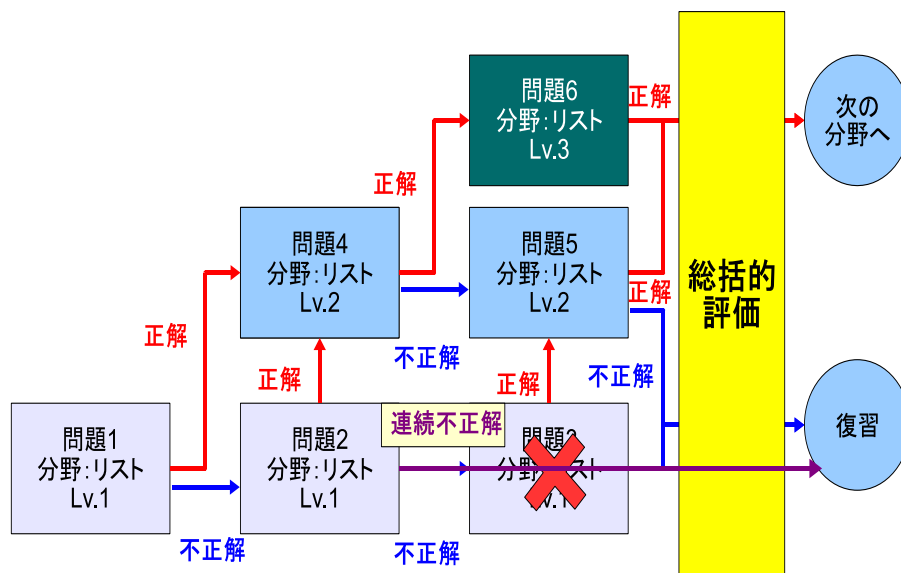 問題6
分野:リスト
Lv.3
正解
次の
分野へ
正解
問題4
分野:リスト
Lv.2
問題5
分野:リスト
Lv.2
正解
総括的
評価
正解
不正解
正解
正解
不正解
連続不正解
問題1
分野:リスト
Lv.1
問題2
分野:リスト
Lv.1
問題3
分野:リスト
Lv.1
復習
不正解
不正解